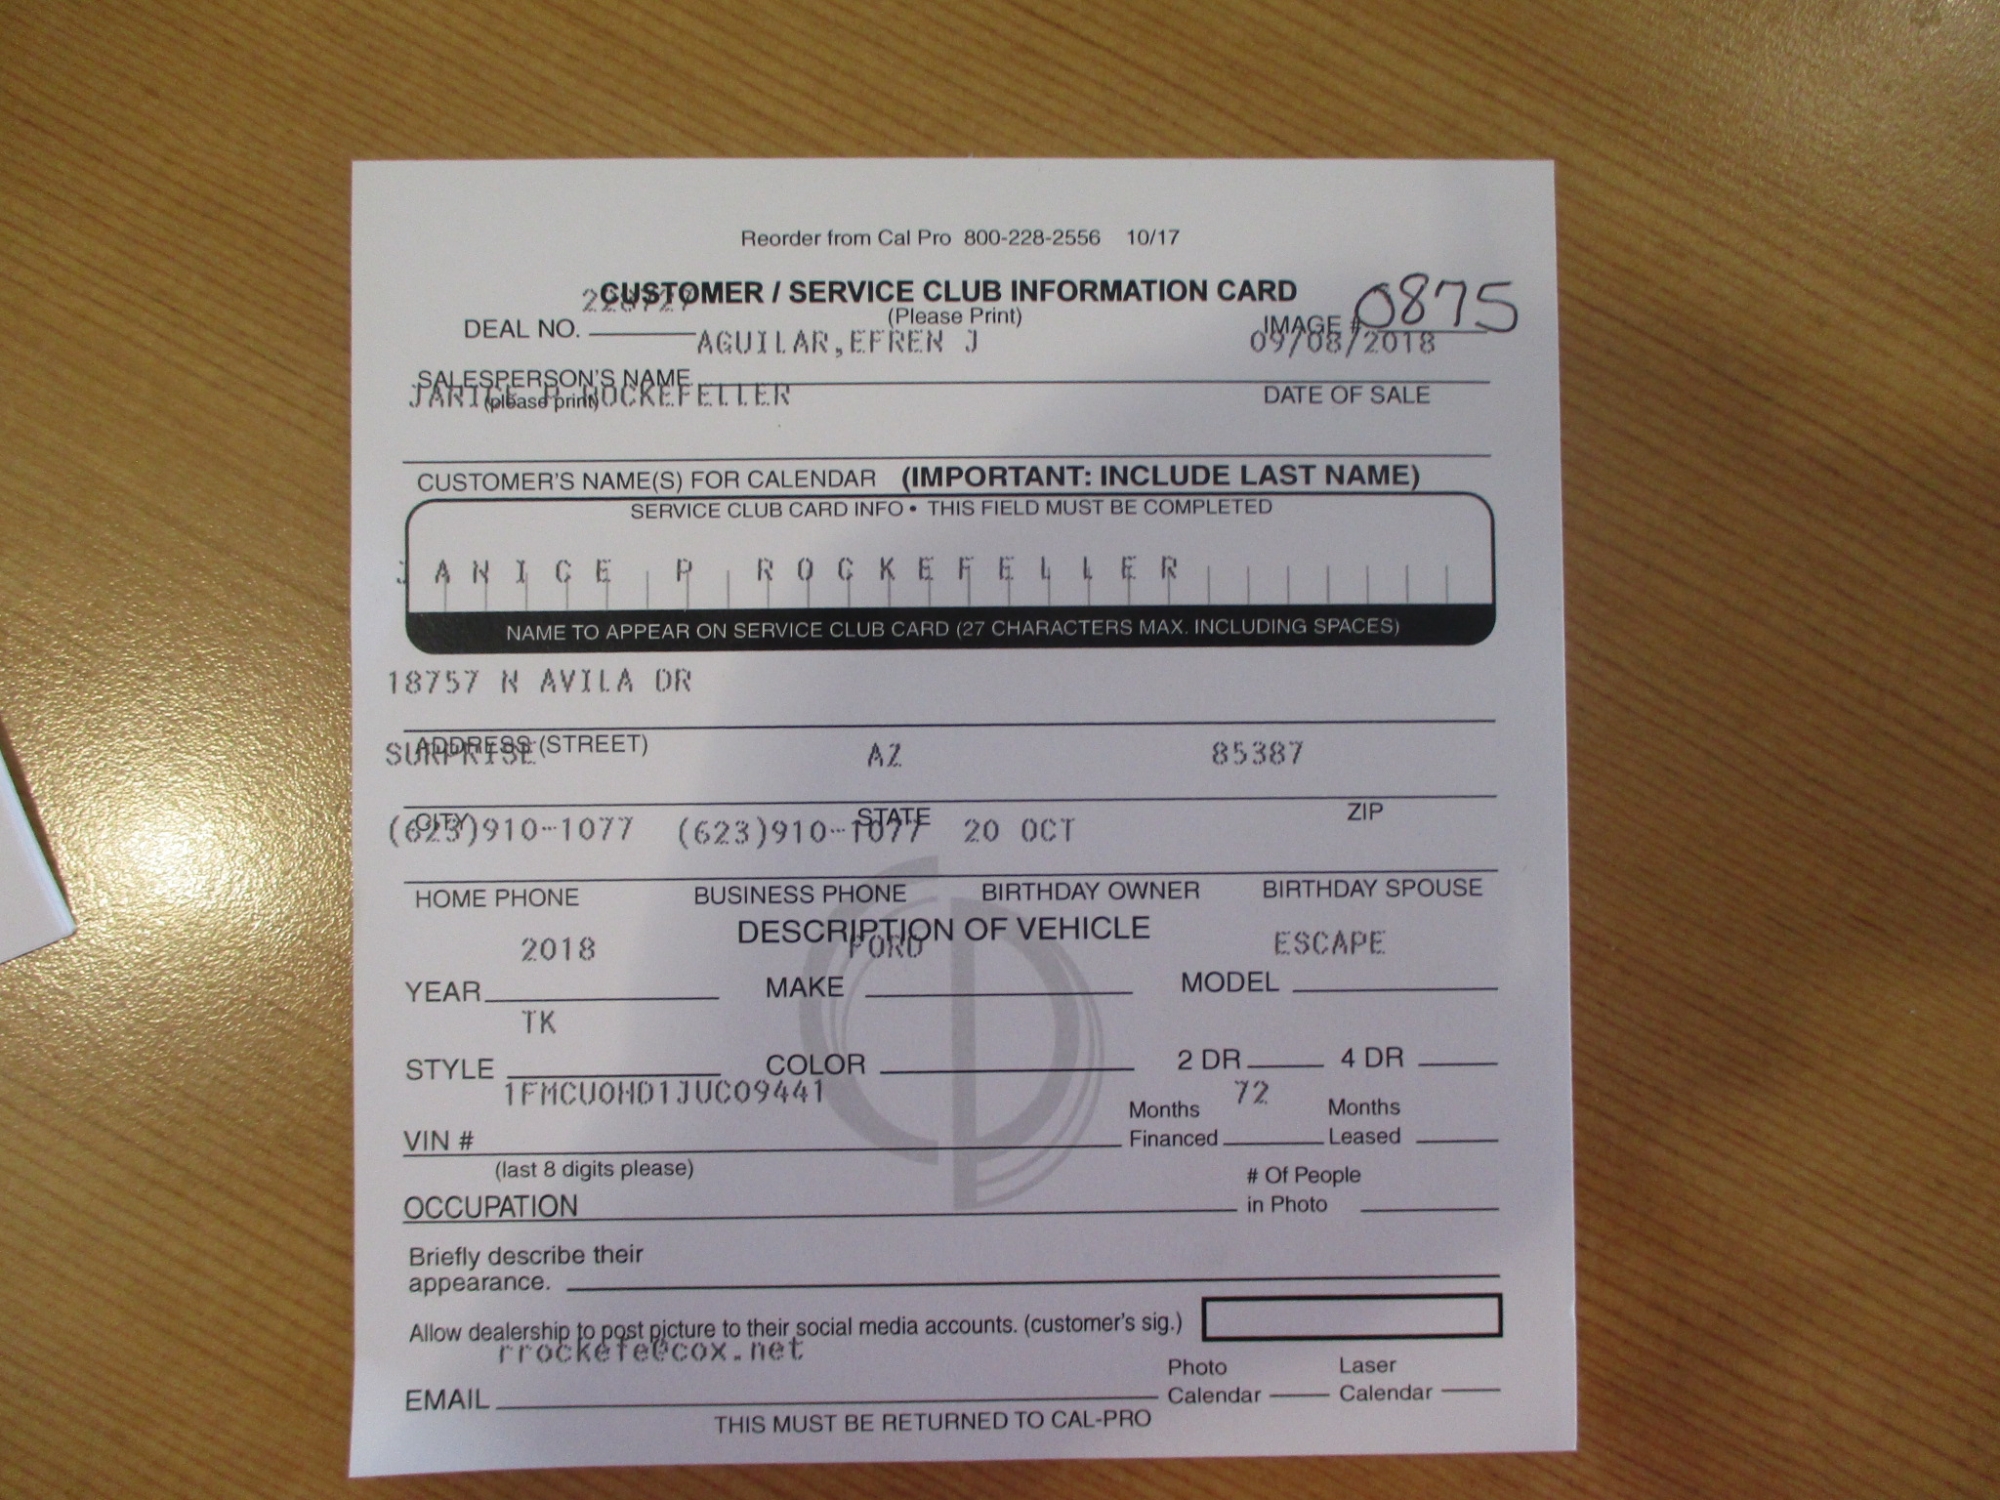 Reorder from Cal Pro 800-228-2556 10/17
CUSTOMER / SERVICE CLUB INFORMATION CARD
(Please Print)
DEAL NO. IMAGE # 0875
AGUILAR,EFREN J 09/08/2018
SALESPERSON'S NAME
(please print) DATE OF SALE
JANICE P ROCKEFELLER
CUSTOMER'S NAME(S) FOR CALENDAR (IMPORTANT: INCLUDE LAST NAME)
SERVICE CLUB CARD INFO • THIS FIELD MUST BE COMPLETED
JANICE P ROCKEFELLER
NAME TO APPEAR ON SERVICE CLUB CARD (27 CHARACTERS MAX. INCLUDING SPACES)
18757 N AVILA DR
ADDRESS (STREET)
SURPRISE AZ 85387
CITY STATE ZIP
(623)910-1077 (623)910-1077 20 OCT
HOME PHONE BUSINESS PHONE BIRTHDAY OWNER BIRTHDAY SPOUSE
DESCRIPTION OF VEHICLE
2018 FORD ESCAPE
YEAR MAKE MODEL
TK
STYLE COLOR 2 DR 4 DR
1FMCU0HD1JUC09441 72
VIN # Months Financed Months Leased
(last 8 digits please)
OCCUPATION # Of People in Photo
Briefly describe their
appearance.
Allow dealership to post picture to their social media accounts. (customer's sig.)
rrockefe@cox.net
EMAIL Photo Calendar Laser Calendar
THIS MUST BE RETURNED TO CAL-PRO